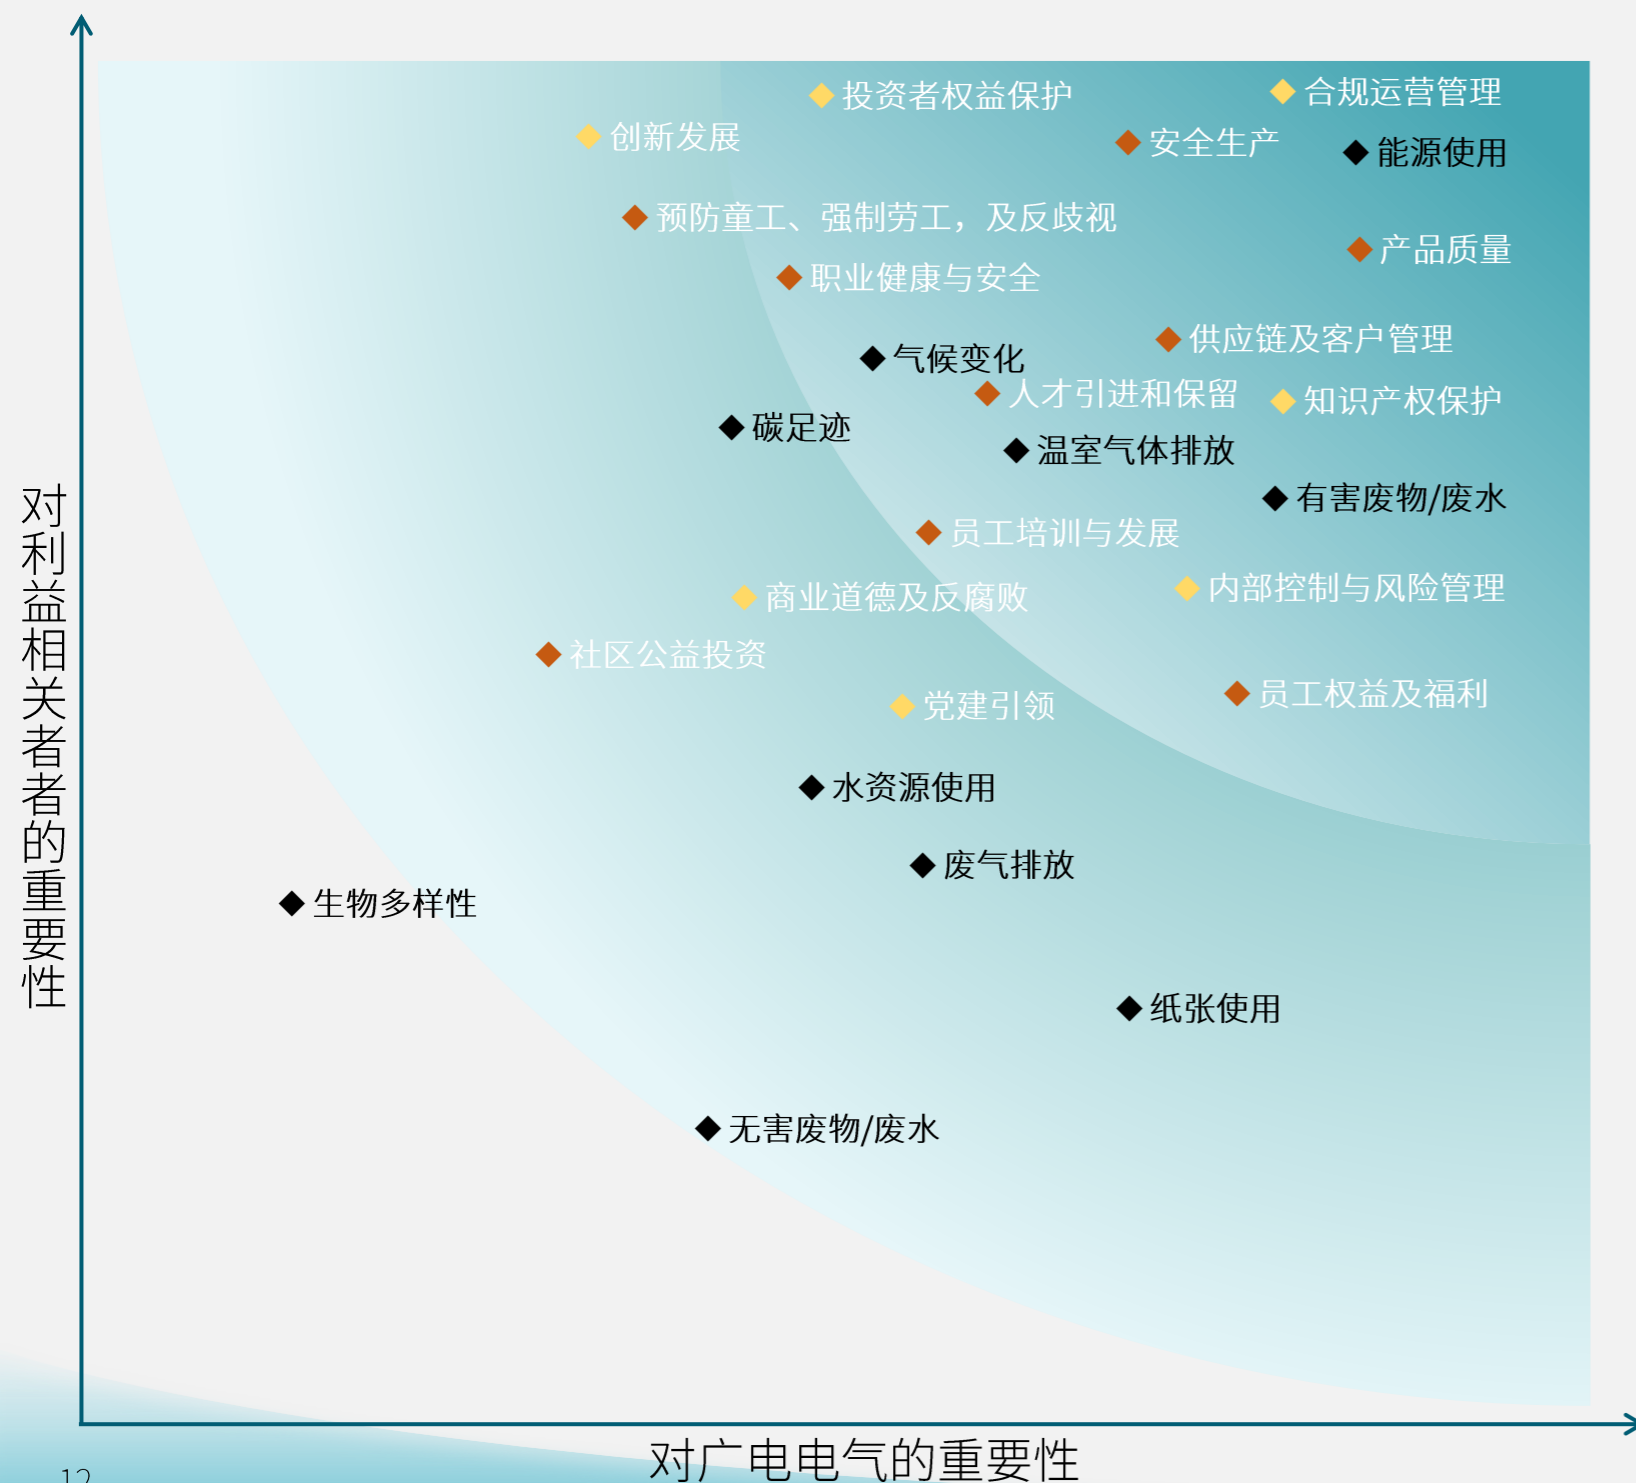 合规运营管理
投资者权益保护
创新发展
安全生产
能源使用
预防童工、强制劳工，及反歧视
产品质量
职业健康与安全
供应链及客户管理
气候变化
人才引进和保留
知识产权保护
碳足迹
温室气体排放
有害废物/废水
员工培训与发展
内部控制与风险管理
商业道德及反腐败
社区公益投资
员工权益及福利
党建引领
水资源使用
废气排放
生物多样性
纸张使用
无害废物/废水
对利益相关者者的重要性
对广电电气的重要性
12